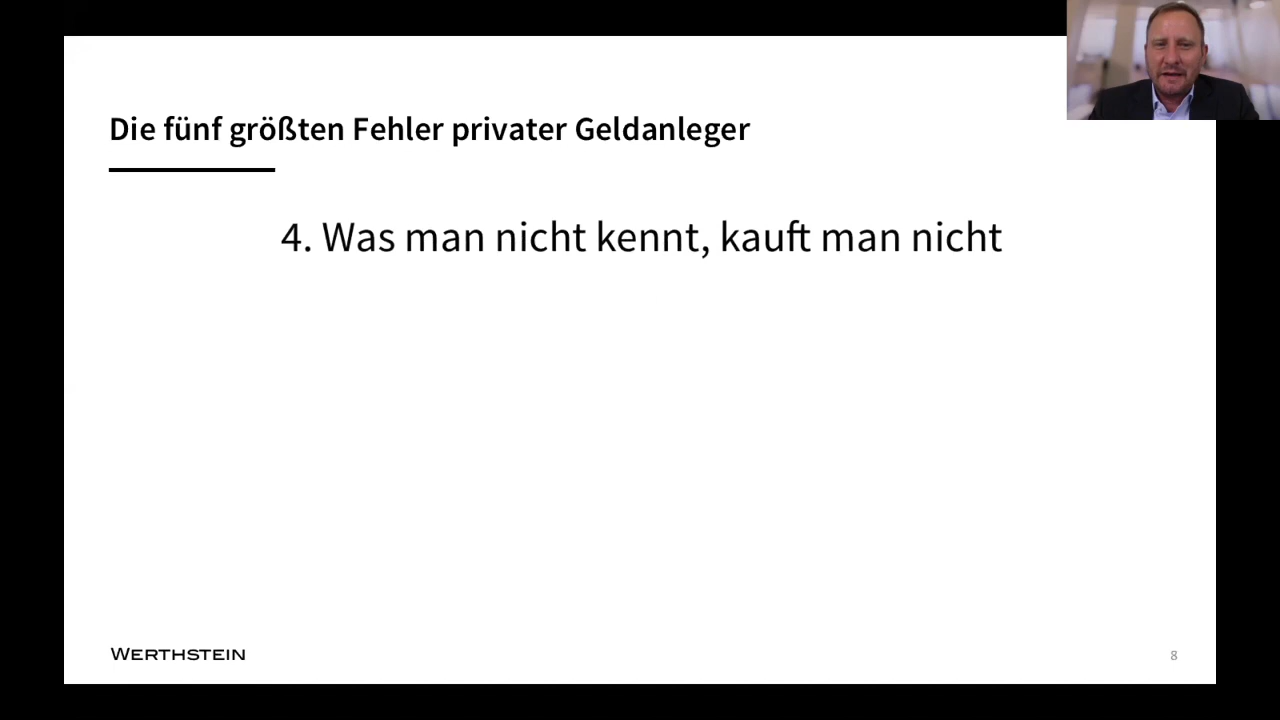 Die fünf größten Fehler privater Geldanleger
4. Was man nicht kennt, kauft man nicht
WERTHSTEIN
8